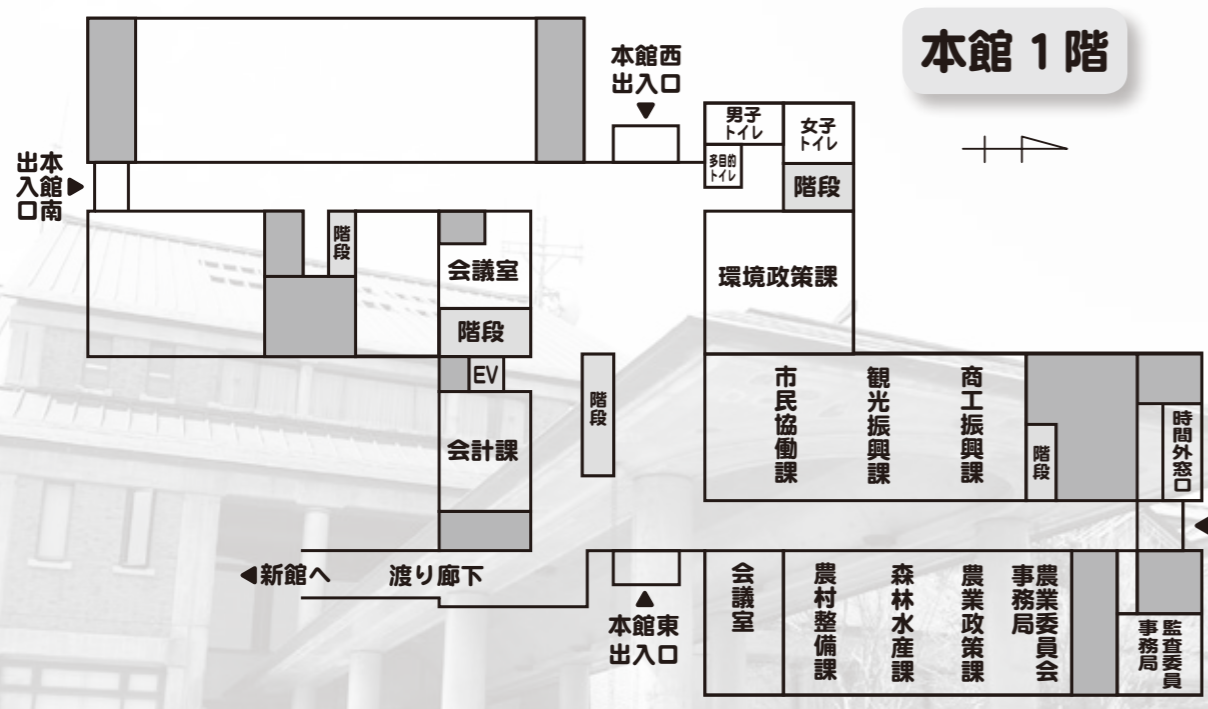 本館 1 階
本館西
出入口
▼
男子
トイレ
女子
トイレ
多目的
トイレ
階段
本館南
出入口
▶
階段
会議室
階段
EV
会計課
階段
環境政策課
市民協働課
観光振興課
商工振興課
階段
時間外窓口
◀
◀新館へ
渡り廊下
▲
本館東
出入口
会議室
農村整備課
森林水産課
農業政策課
農業委員会
事務局
監査委員
事務局